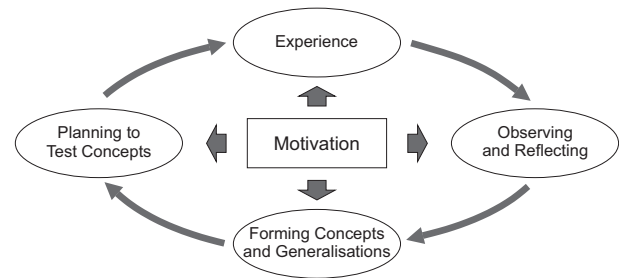 Experience
Planning to
Test Concepts
Motivation
Observing
and Reflecting
Forming Concepts
and Generalisations